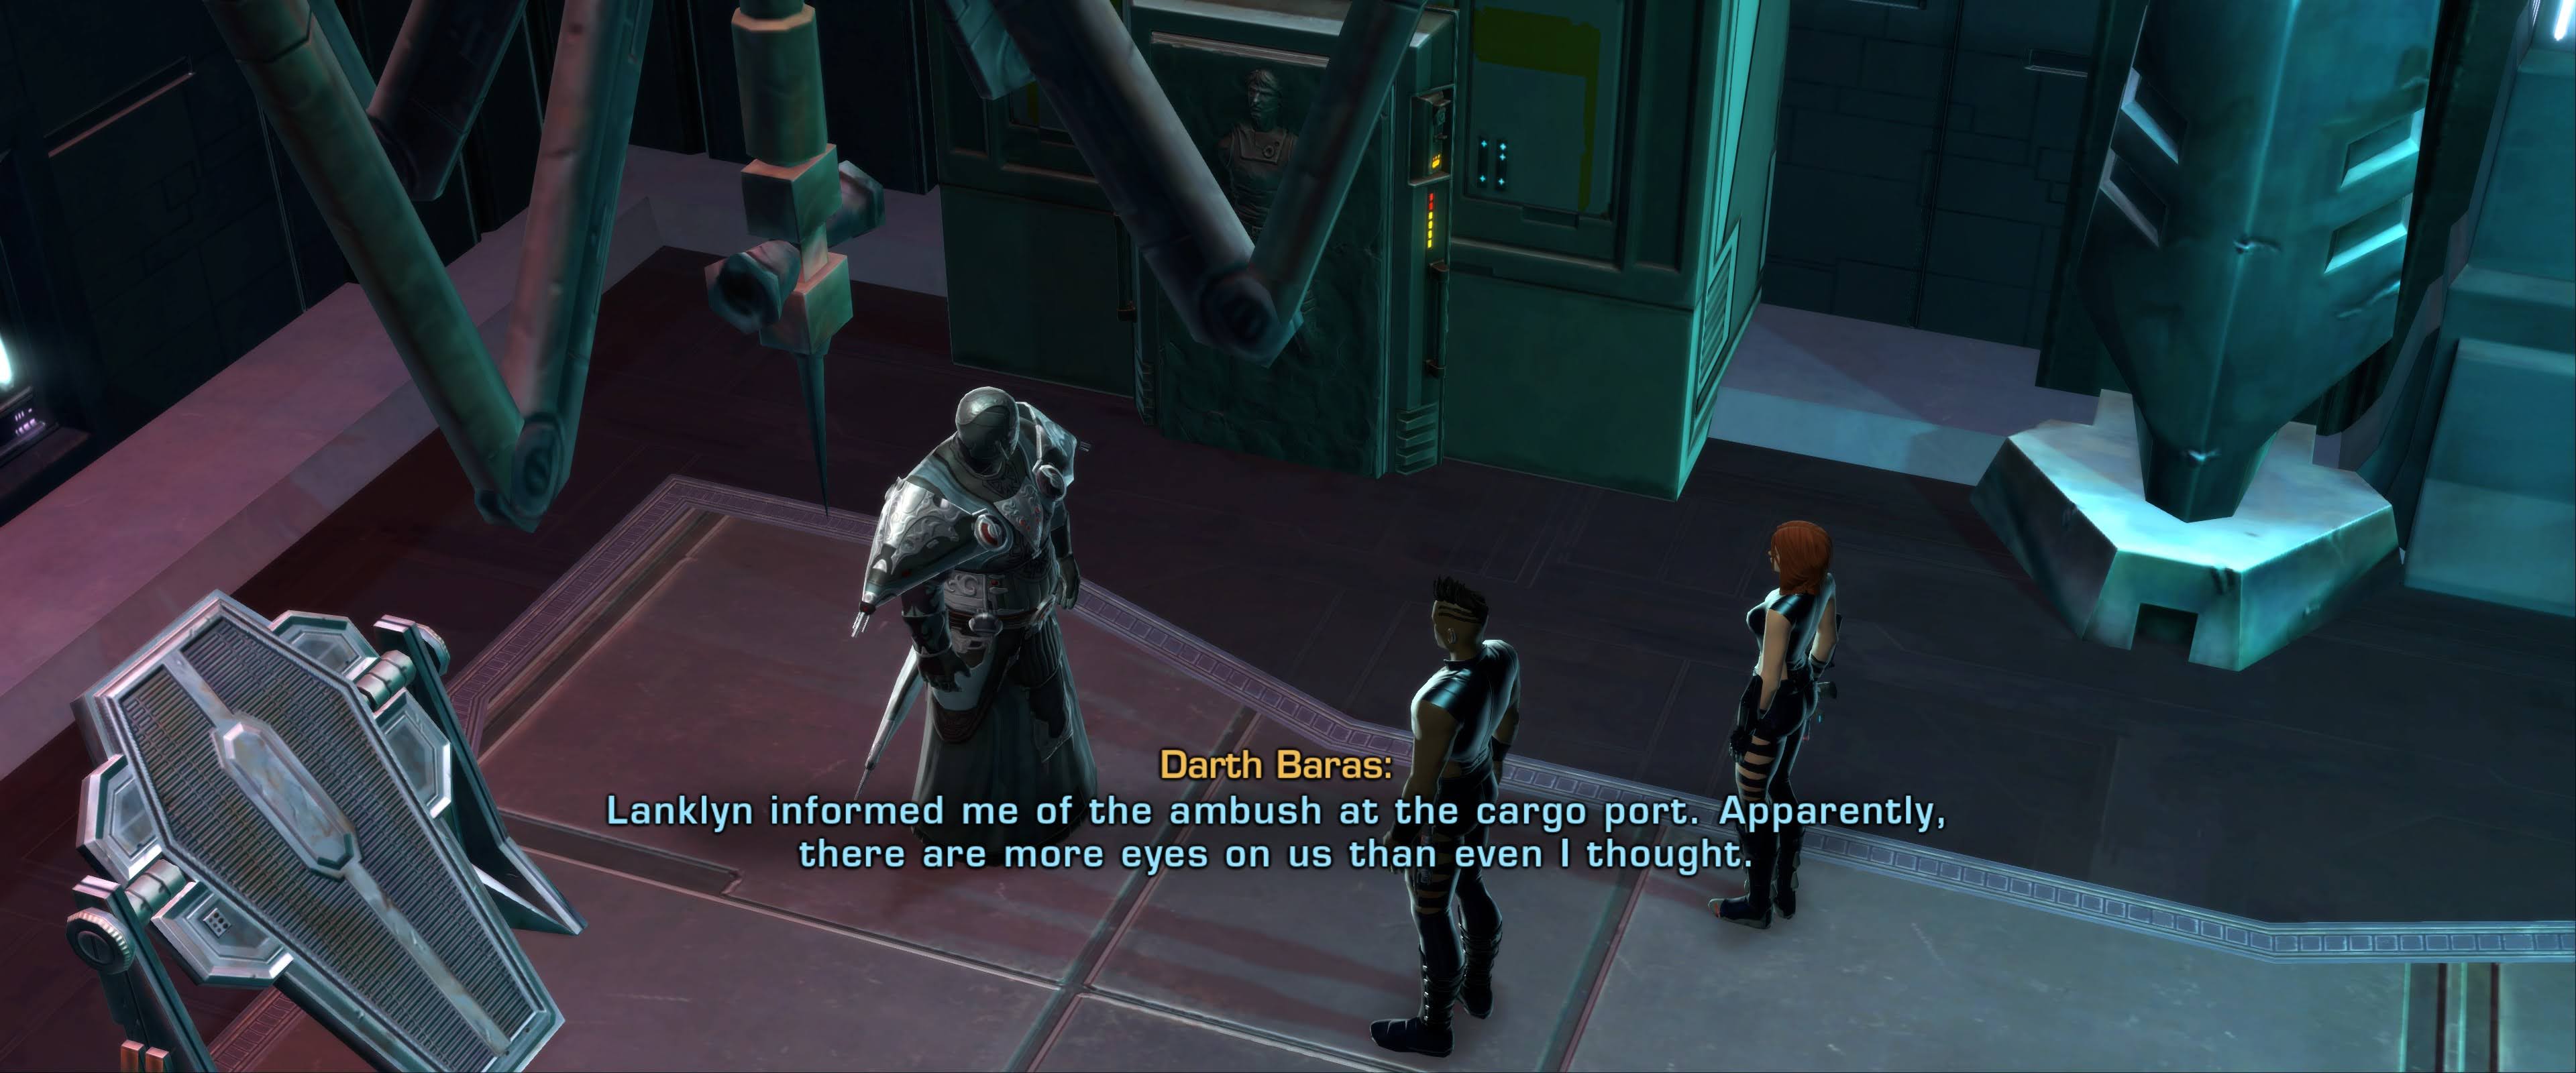 Darth Baras:
Lanklyn informed me of the ambush at the cargo port. Apparently,
there are more eyes on us than even I thought.